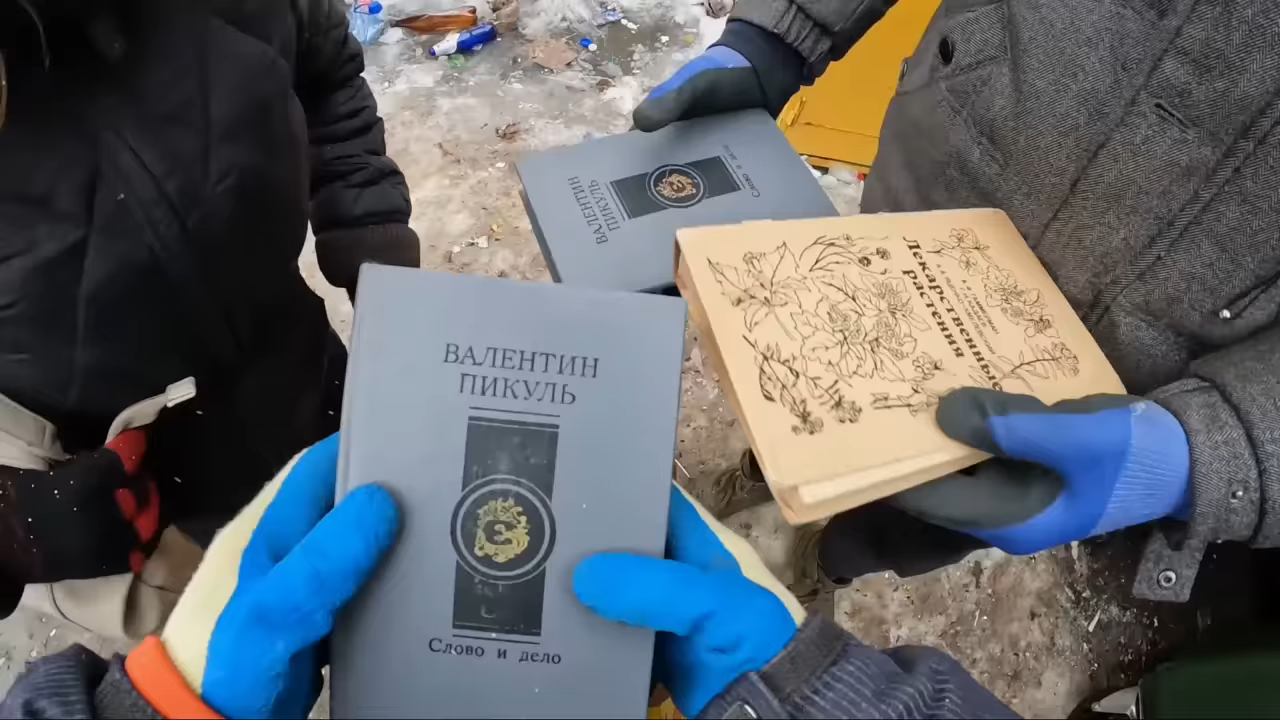 ВАЛЕНТИН
ПИКУЛЬ
Слово и дело
ВАЛЕНТИН
ПИКУЛЬ
Слово и дело
Лекарственные
растения